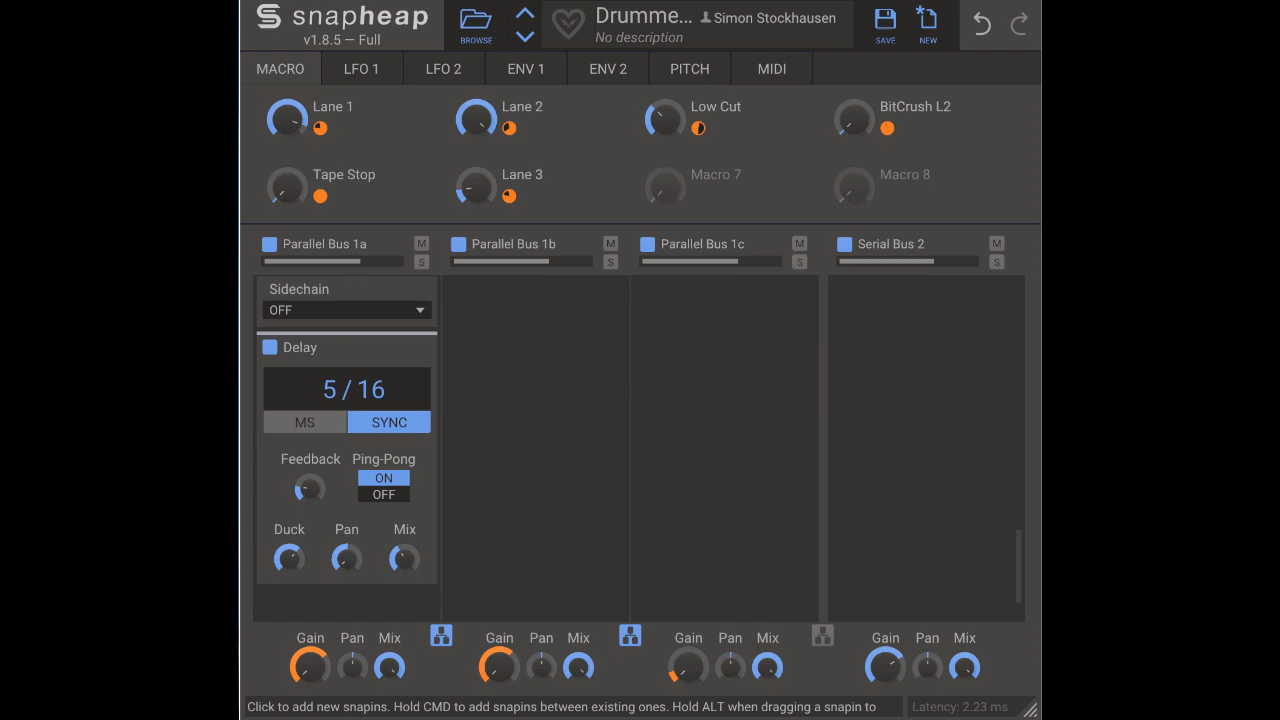 snapheap
v1.8.5 – Full
BROWSE
Drumme... Simon Stockhausen
No description
SAVE NEW
MACRO LFO 1 LFO 2 ENV 1 ENV 2 PITCH MIDI
Lane 1 Lane 2 Low Cut BitCrush L2
Tape Stop Lane 3 Macro 7 Macro 8
Parallel Bus 1a M Parallel Bus 1b M Parallel Bus 1c M Serial Bus 2 M
S S S S
Sidechain
OFF
Delay
5 / 16
MS SYNC
Feedback Ping-Pong
ON
OFF
Duck Pan Mix
Gain Pan Mix Gain Pan Mix Gain Pan Mix Gain Pan Mix
Click to add new snapins. Hold CMD to add snapins between existing ones. Hold ALT when dragging a snapin to Latency: 2.23 ms